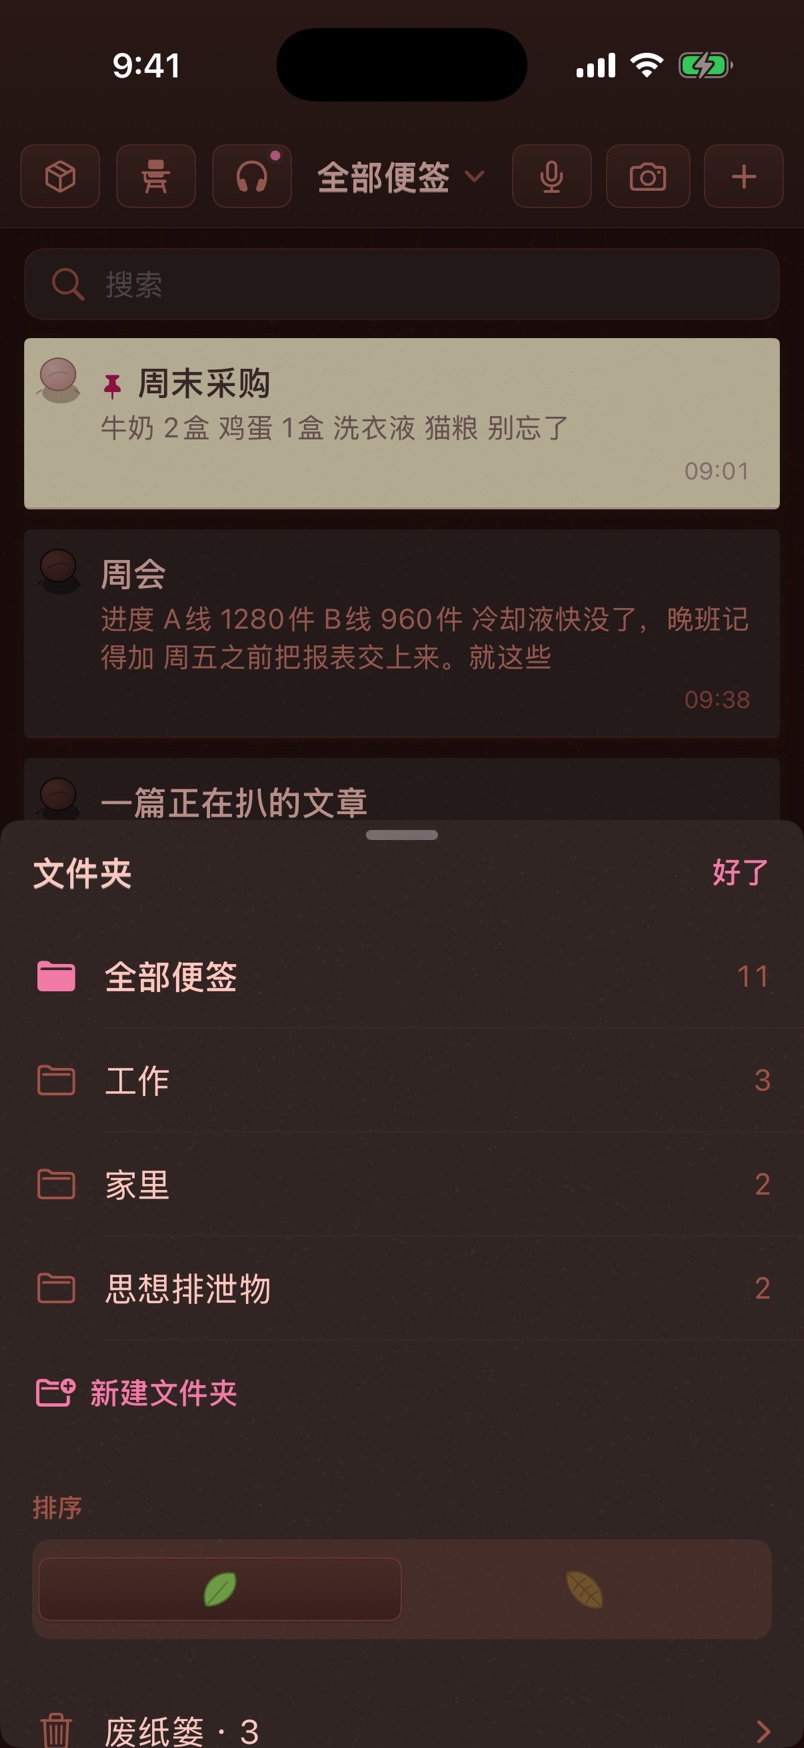 9:41
全部便签
搜索
周末采购
牛奶 2盒 鸡蛋 1盒 洗衣液 猫粮 别忘了
09:01
周会
进度 A线 1280件 B线 960件 冷却液快没了，晚班记
得加 周五之前把报表交上来。就这些
09:38
一篇正在扒的文章
文件夹
好了
全部便签
11
工作
3
家里
2
思想排泄物
2
新建文件夹
排序
废纸篓 · 3